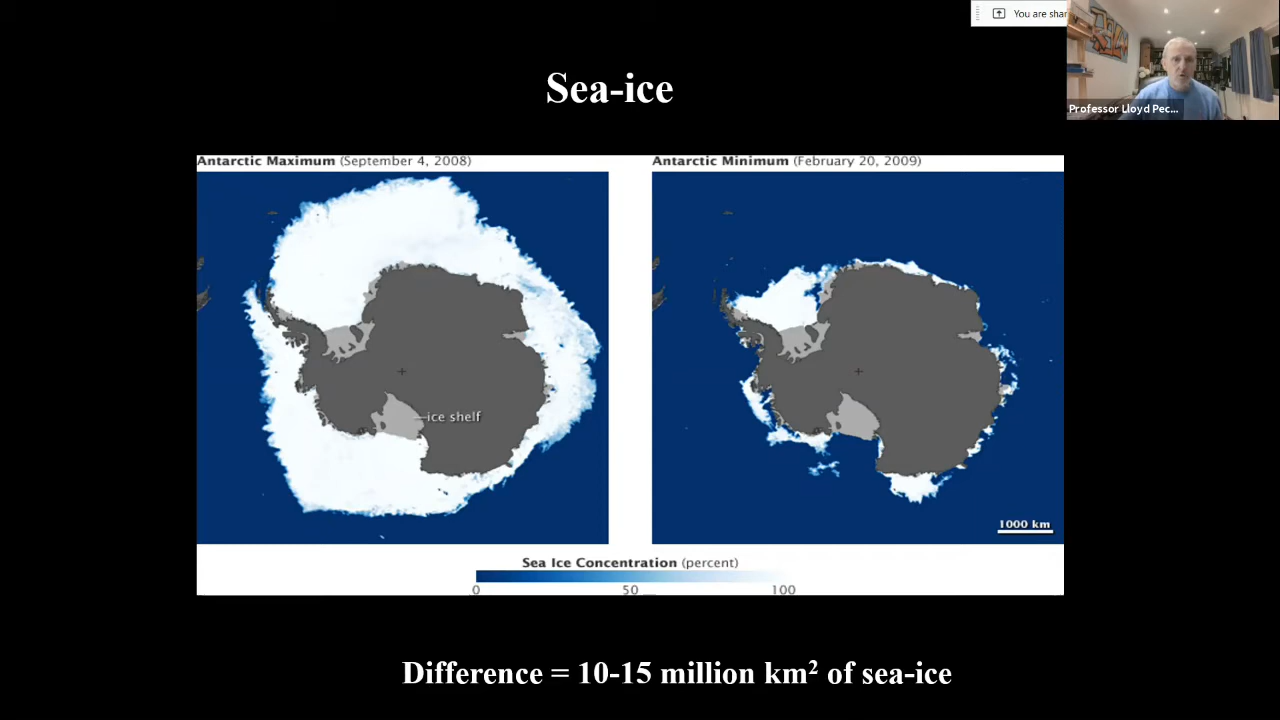 You are shar
Professor Lloyd Pec...
Sea-ice
Antarctic Maximum (September 4, 2008)
Antarctic Minimum (February 20, 2009)
ice shelf
1000 km
Sea Ice Concentration (percent)
0 50 100
Difference = 10-15 million km² of sea-ice